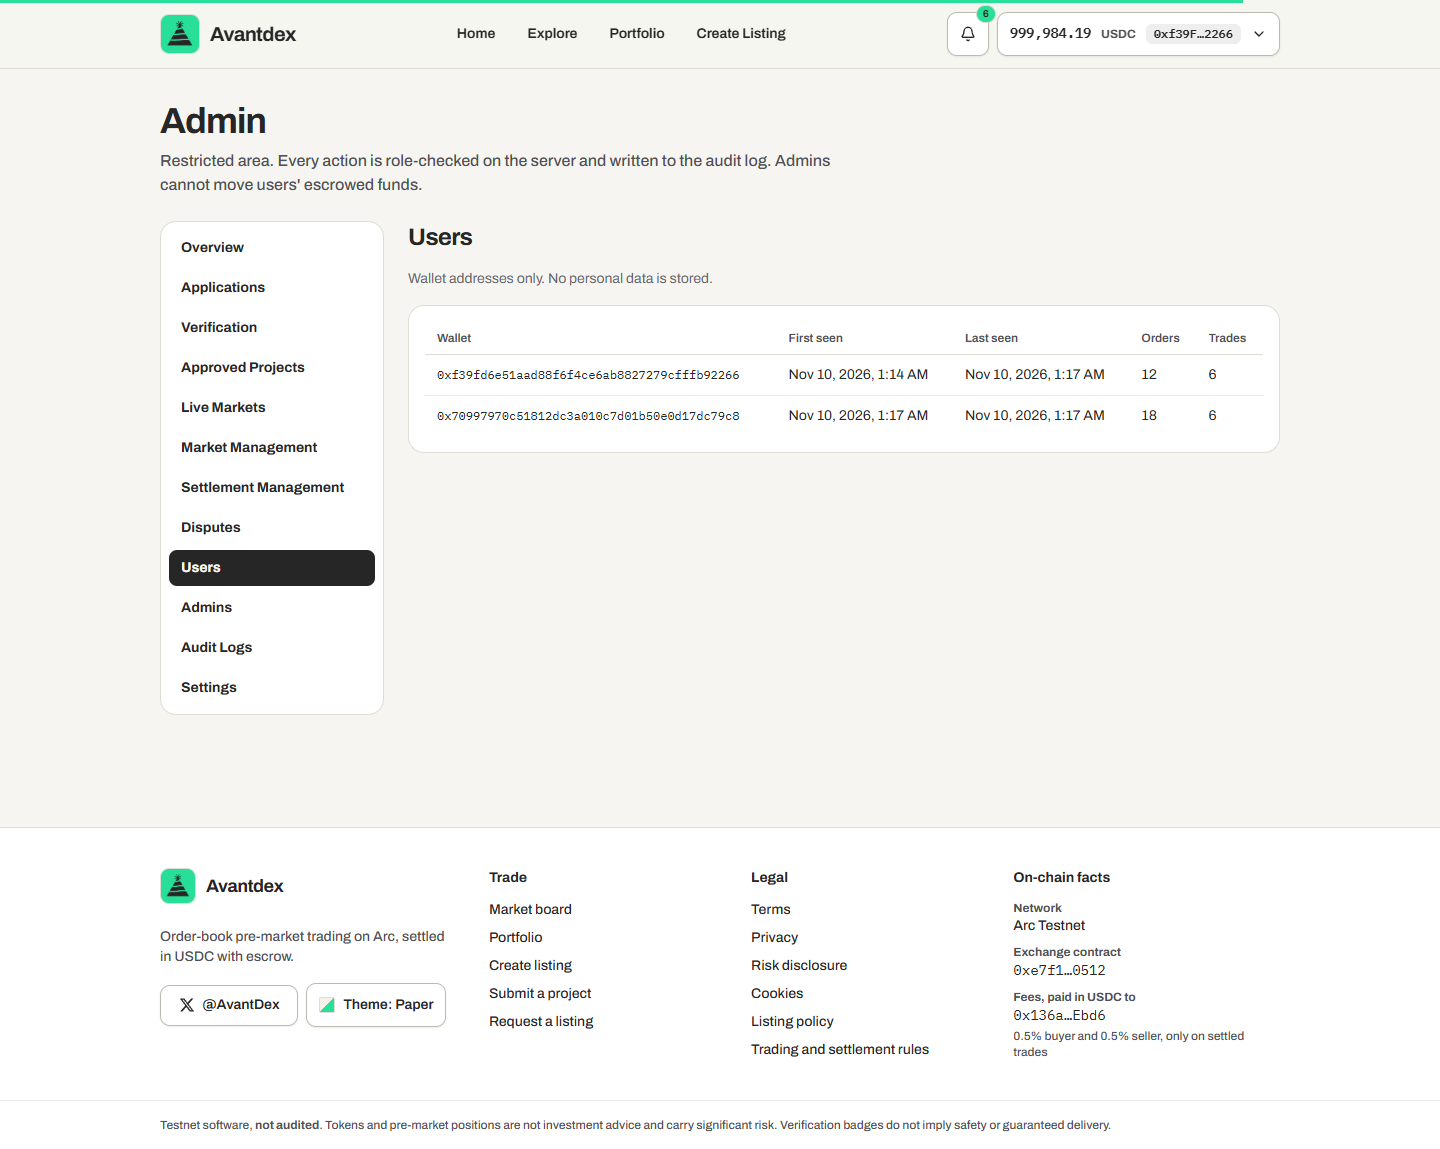 Avantdex
Home
Explore
Portfolio
Create Listing
6
999,984.19 USDC 0xf39F…2266
Admin
Restricted area. Every action is role-checked on the server and written to the audit log. Admins
cannot move users' escrowed funds.
Overview
Applications
Verification
Approved Projects
Live Markets
Market Management
Settlement Management
Disputes
Users
Admins
Audit Logs
Settings
Users
Wallet addresses only. No personal data is stored.
Wallet First seen Last seen Orders Trades
0xf39fd6e51aad88f6f4ce6ab8827279cfffb92266 Nov 10, 2026, 1:14 AM Nov 10, 2026, 1:17 AM 12 6
0x70997970c51812dc3a010c7d01b50e0d17dc79c8 Nov 10, 2026, 1:17 AM Nov 10, 2026, 1:17 AM 18 6
Avantdex
Order-book pre-market trading on Arc, settled
in USDC with escrow.
@AvantDex
Theme: Paper
Trade
Market board
Portfolio
Create listing
Submit a project
Request a listing
Legal
Terms
Privacy
Risk disclosure
Cookies
Listing policy
Trading and settlement rules
On-chain facts
Network
Arc Testnet
Exchange contract
0xe7f1…0512
Fees, paid in USDC to
0x136a…Ebd6
0.5% buyer and 0.5% seller, only on settled
trades
Testnet software, not audited. Tokens and pre-market positions are not investment advice and carry significant risk. Verification badges do not imply safety or guaranteed delivery.